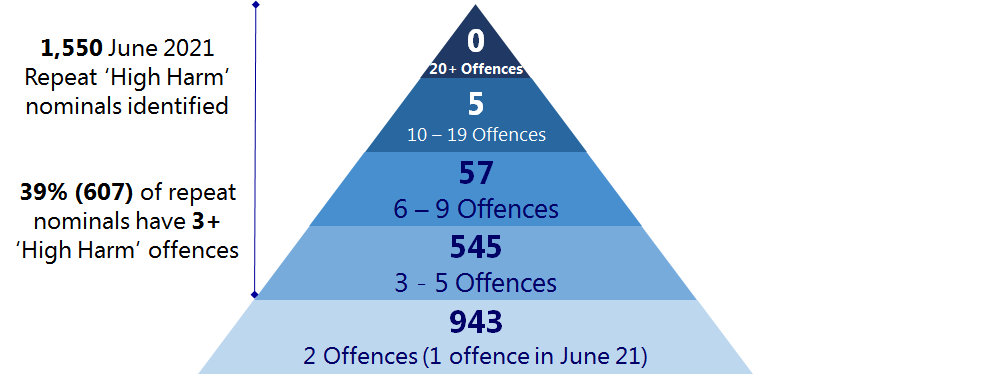 1,550 June 2021
Repeat ‘High Harm’
nominals identified
39% (607) of repeat
nominals have 3+
‘High Harm’ offences
0
20+ Offences
5
10 – 19 Offences
57
6 – 9 Offences
545
3 - 5 Offences
943
2 Offences (1 offence in June 21)